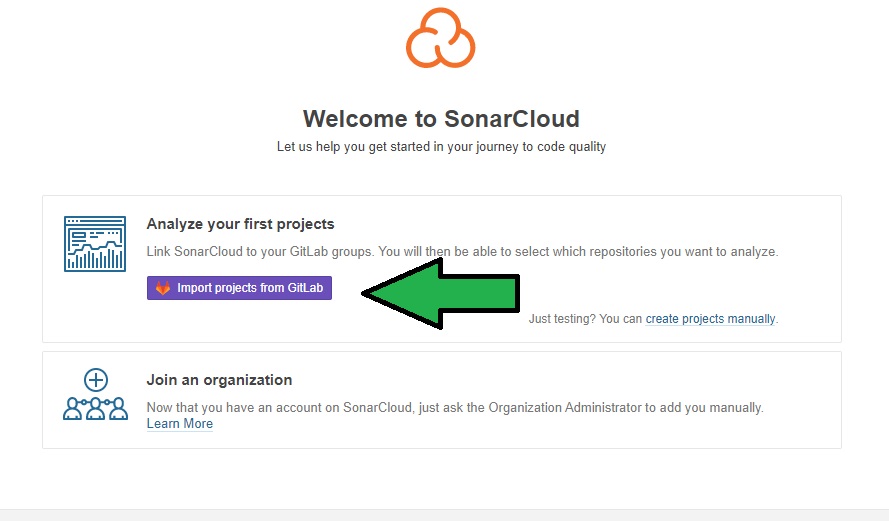 Welcome to SonarCloud
Let us help you get started in your journey to code quality
Analyze your first projects
Link SonarCloud to your GitLab groups. You will then be able to select which repositories you want to analyze.
Import projects from GitLab
Just testing? You can create projects manually.
Join an organization
Now that you have an account on SonarCloud, just ask the Organization Administrator to add you manually.
Learn More